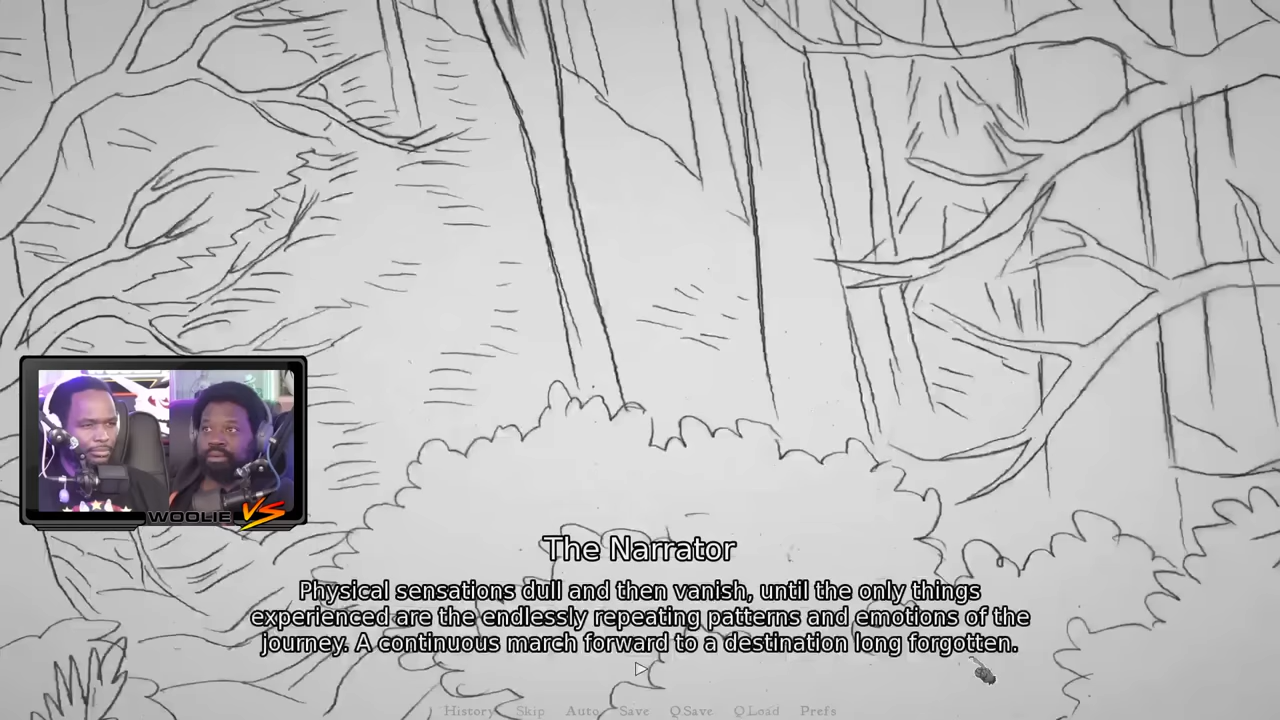 WOOLIE VS
The Narrator
Physical sensations dull and then vanish, until the only things
experienced are the endlessly repeating patterns and emotions of the
journey. A continuous march forward to a destination long forgotten.
History Skip Auto Save Q.Save Q.Load Prefs